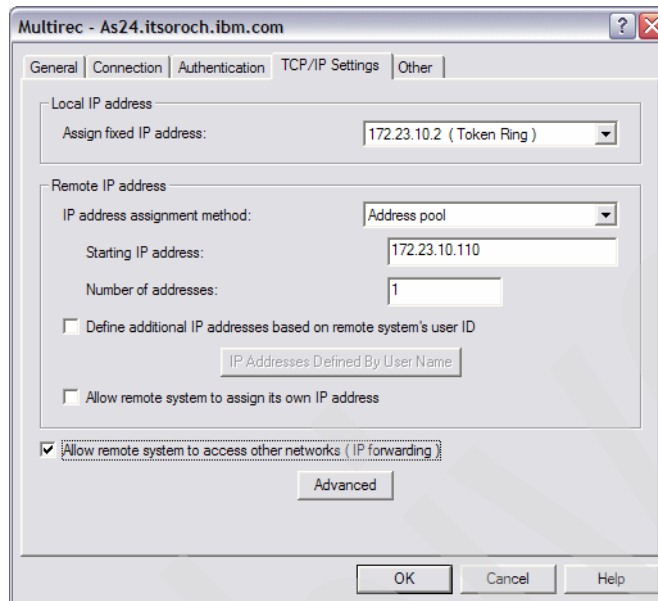 Multirec - As24.itsoroch.ibm.com
General Connection Authentication TCP/IP Settings Other
Local IP address
Assign fixed IP address: 172.23.10.2 ( Token Ring )
Remote IP address
IP address assignment method: Address pool
Starting IP address: 172.23.10.110
Number of addresses: 1
Define additional IP addresses based on remote system's user ID
IP Addresses Defined By User Name
Allow remote system to assign its own IP address
Allow remote system to access other networks ( IP forwarding )
Advanced
OK Cancel Help